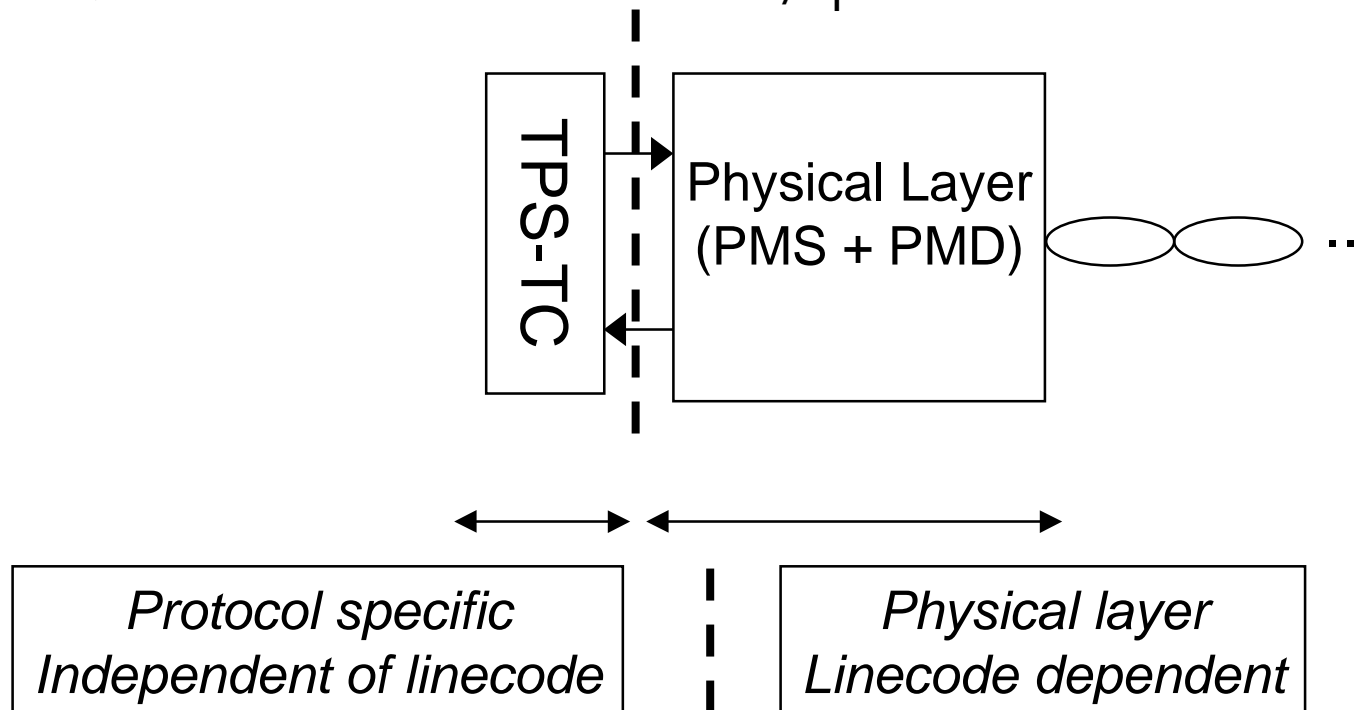 TPS-TC
Physical Layer
(PMS + PMD)
..
Protocol specific
Independent of linecode
Physical layer
Linecode dependent